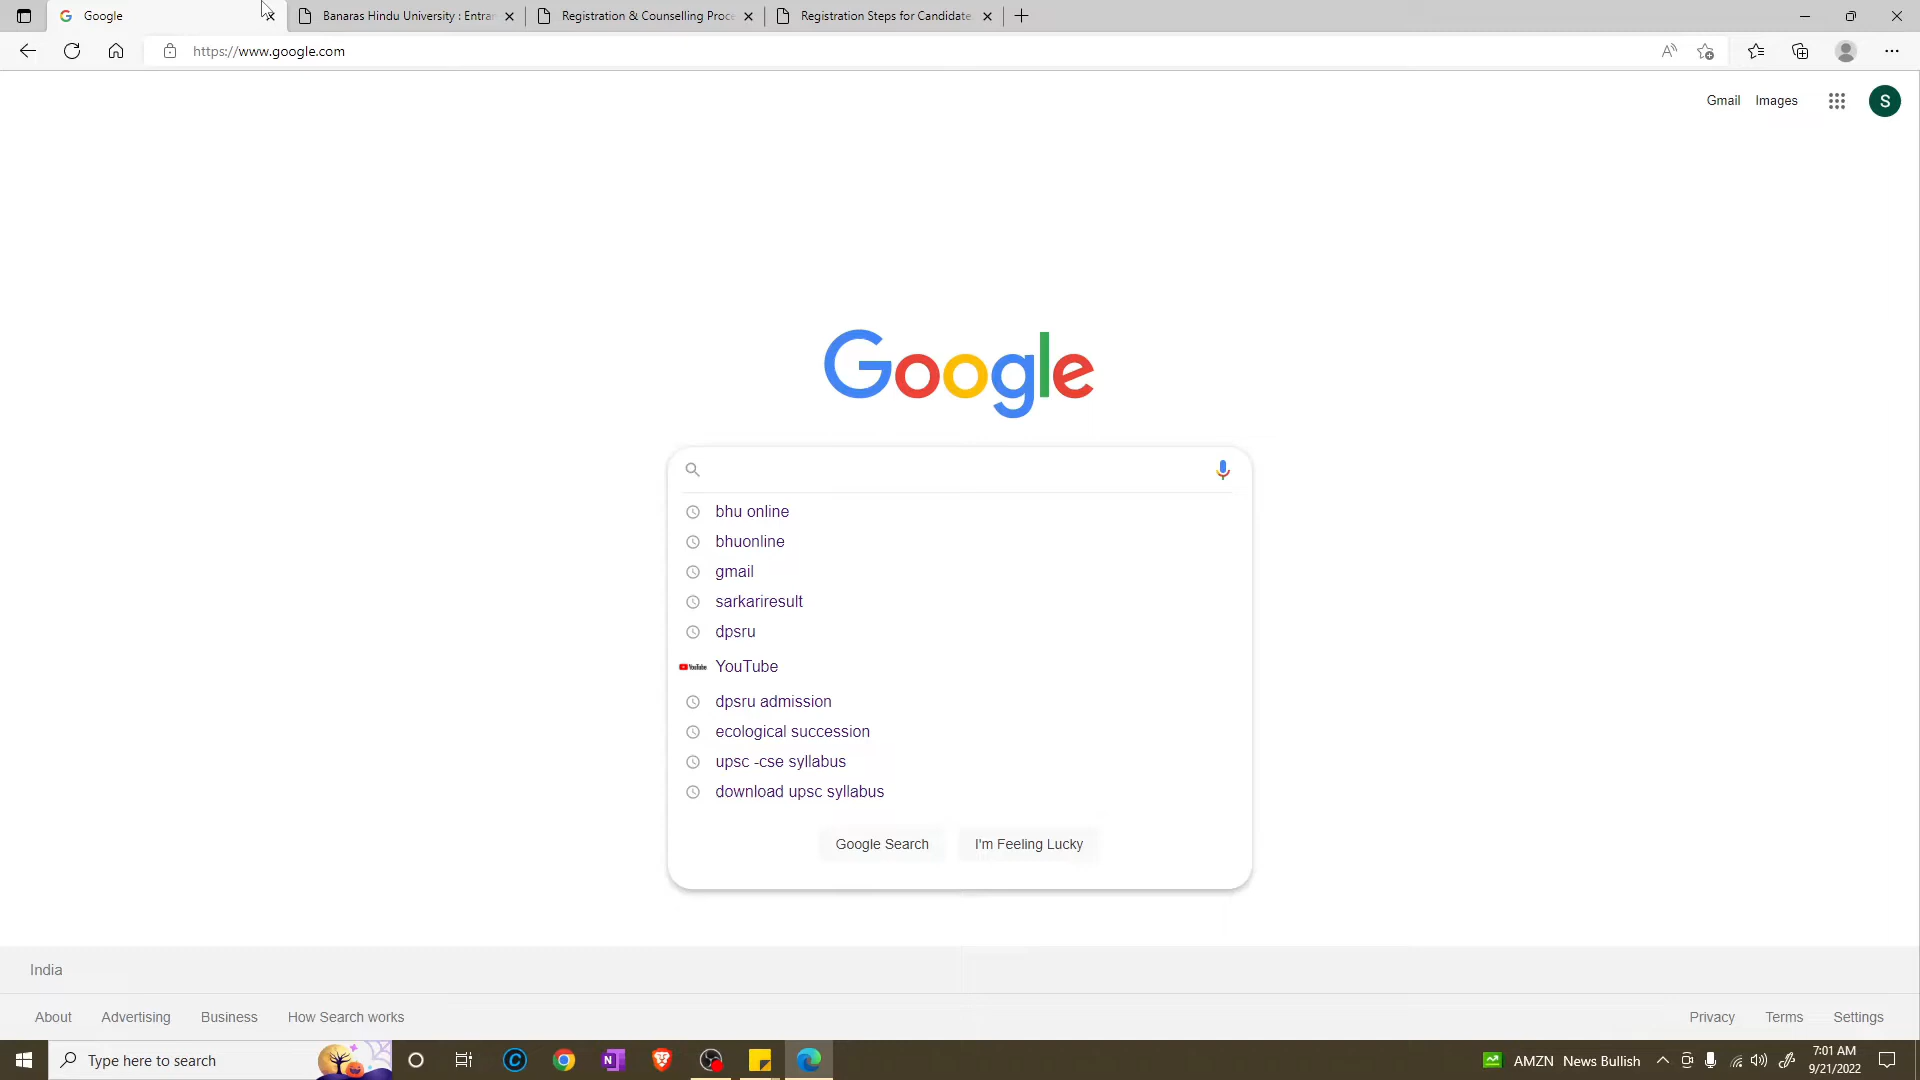 Google
Banaras Hindu University : Entran
Registration & Counselling Proce
Registration Steps for Candidate
https://www.google.com
Gmail
Images
S
Google
bhu online
bhuonline
gmail
sarkariresult
dpsru
YouTube
YouTube
dpsru admission
ecological succession
upsc -cse syllabus
download upsc syllabus
Google Search
I'm Feeling Lucky
India
About
Advertising
Business
How Search works
Privacy
Terms
Settings
Type here to search
AMZN News Bullish
7:01 AM
9/21/2022